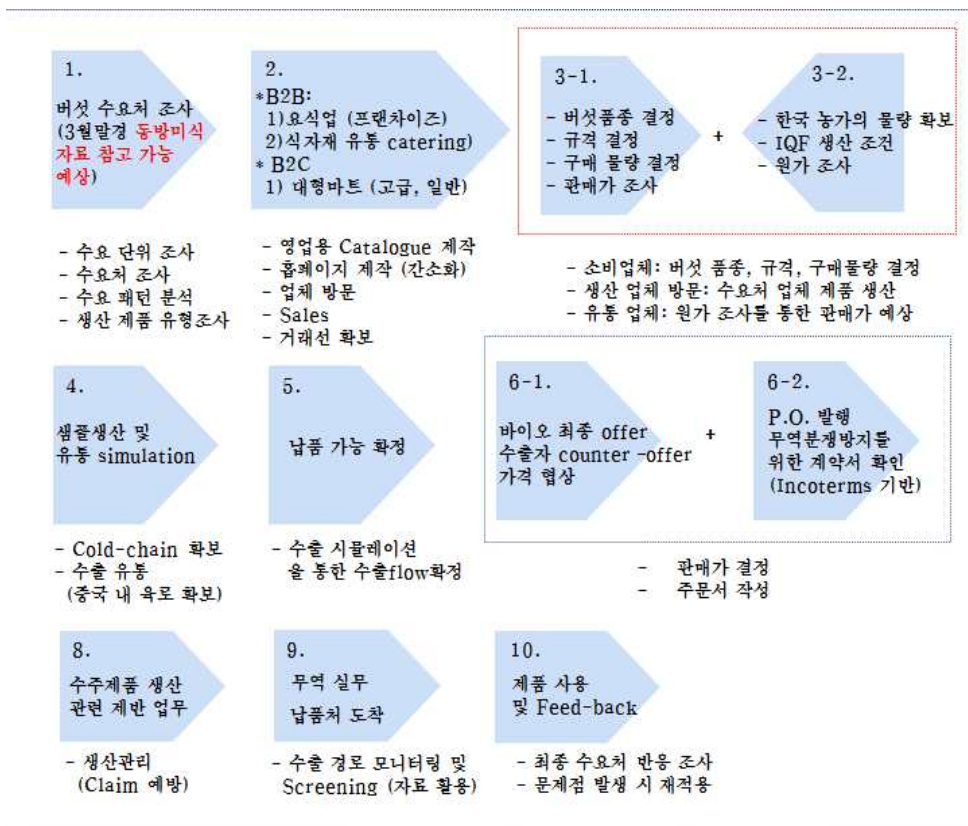 1.
버섯 수요처 조사
(3월말경 동방미식
자료 참고 가능
예상)
- 수요 단위 조사
- 수요처 조사
- 수요 패턴 분석
- 생산 제품 유형조사
2.
*B2B:
1)요식업 (프랜차이즈)
2)식자재 유통 catering)
* B2C
1) 대형마트 (고급, 일반)
- 영업용 Catalogue 제작
- 홈페이지 제작 (간소화)
- 업체 방문
- Sales
- 거래선 확보
3-1.
- 버섯품종 결정
- 규격 결정
- 구매 물량 결정
- 판매가 조사
+
3-2.
- 한국 농가의 물량 확보
- IQF 생산 조건
- 원가 조사
- 소비업체: 버섯 품종, 규격, 구매물량 결정
- 생산 업체 방문: 수요처 업체 제품 생산
- 유통 업체: 원가 조사를 통한 판매가 예상
4.
샘플생산 및
유통 simulation
- Cold-chain 확보
- 수출 유통
(중국 내 육로 확보)
5.
납품 가능 확정
- 수출 시뮬레이션
을 통한 수출flow확정
6-1.
바이오 최종 offer
수출자 counter -offer
가격 협상
+
6-2.
P.O. 발행
무역분쟁방지를
위한 계약서 확인
(Incoterms 기반)
- 판매가 결정
- 주문서 작성
8.
수주제품 생산
관련 제반 업무
- 생산관리
(Claim 예방)
9.
무역 실무
납품처 도착
- 수출 경로 모니터링 및
Screening (자료 활용)
10.
제품 사용
및 Feed-back
- 최종 수요처 반응 조사
- 문제점 발생 시 재적용